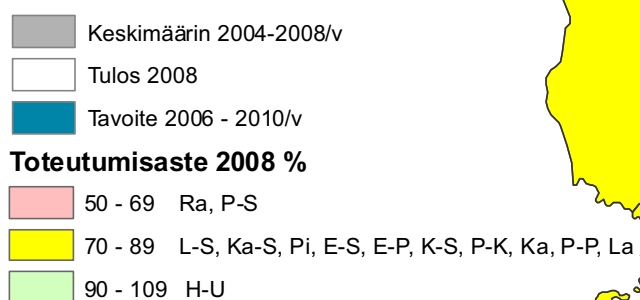 Keskimäärin 2004-2008/v
Tulos 2008
Tavoite 2006 - 2010/v
Toteutumisaste 2008 %
50 - 69 Ra, P-S
70 - 89 L-S, Ka-S, Pi, E-S, E-P, K-S, P-K, Ka, P-P, La
90 - 109 H-U